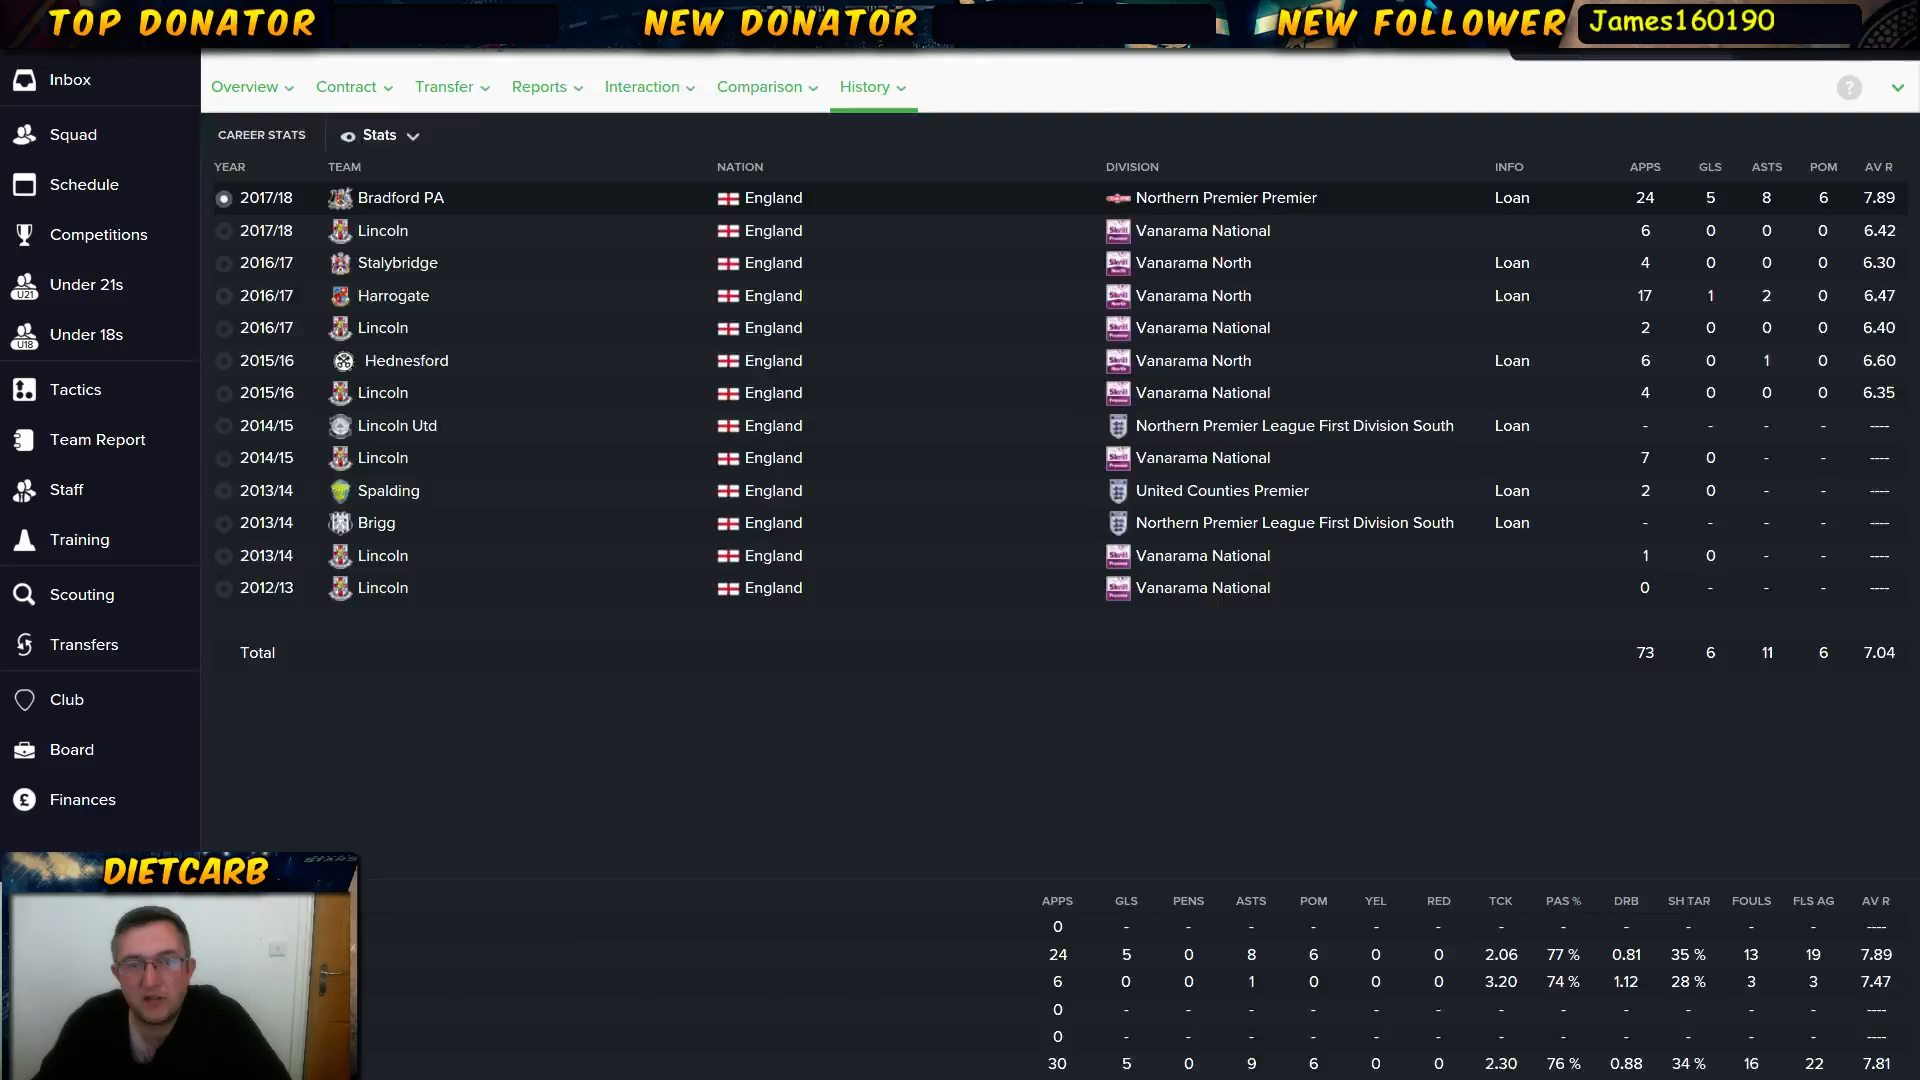 TOP DONATOR NEW DONATOR NEW FOLLOWER James160190
Inbox
Squad
Schedule
Competitions
U21 Under 21s
U18 Under 18s
Tactics
Team Report
Staff
Training
Scouting
Transfers
Club
Board
£ Finances
Overview Contract Transfer Reports Interaction Comparison History ?
CAREER STATS Stats
YEAR TEAM NATION DIVISION INFO APPS GLS ASTS POM AV R
2017/18 Bradford PA England Northern Premier Premier Loan 24 5 8 6 7.89
2017/18 Lincoln England Vanarama National 6 0 0 0 6.42
2016/17 Stalybridge England Vanarama North Loan 4 0 0 0 6.30
2016/17 Harrogate England Vanarama North Loan 17 1 2 0 6.47
2016/17 Lincoln England Vanarama National 2 0 0 0 6.40
2015/16 Hednesford England Vanarama North Loan 6 0 1 0 6.60
2015/16 Lincoln England Vanarama National 4 0 0 0 6.35
2014/15 Lincoln Utd England Northern Premier League First Division South Loan - - - - ----
2014/15 Lincoln England Vanarama National 7 0 - - ----
2013/14 Spalding England United Counties Premier Loan 2 0 - - ----
2013/14 Brigg England Northern Premier League First Division South Loan - - - - ----
2013/14 Lincoln England Vanarama National 1 0 - - ----
2012/13 Lincoln England Vanarama National 0 - - - ----
Total 73 6 11 6 7.04
DIETCARB
APPS GLS PENS ASTS POM YEL RED TCK PAS % DRB SH TAR FOULS FLS AG AV R
0 - - - - - - - - - - - - ----
24 5 0 8 6 0 0 2.06 77 % 0.81 35 % 13 19 7.89
6 0 0 1 0 0 0 3.20 74 % 1.12 28 % 3 3 7.47
0 - - - - - - - - - - - - ----
0 - - - - - - - - - - - - ----
30 5 0 9 6 0 0 2.30 76 % 0.88 34 % 16 22 7.81